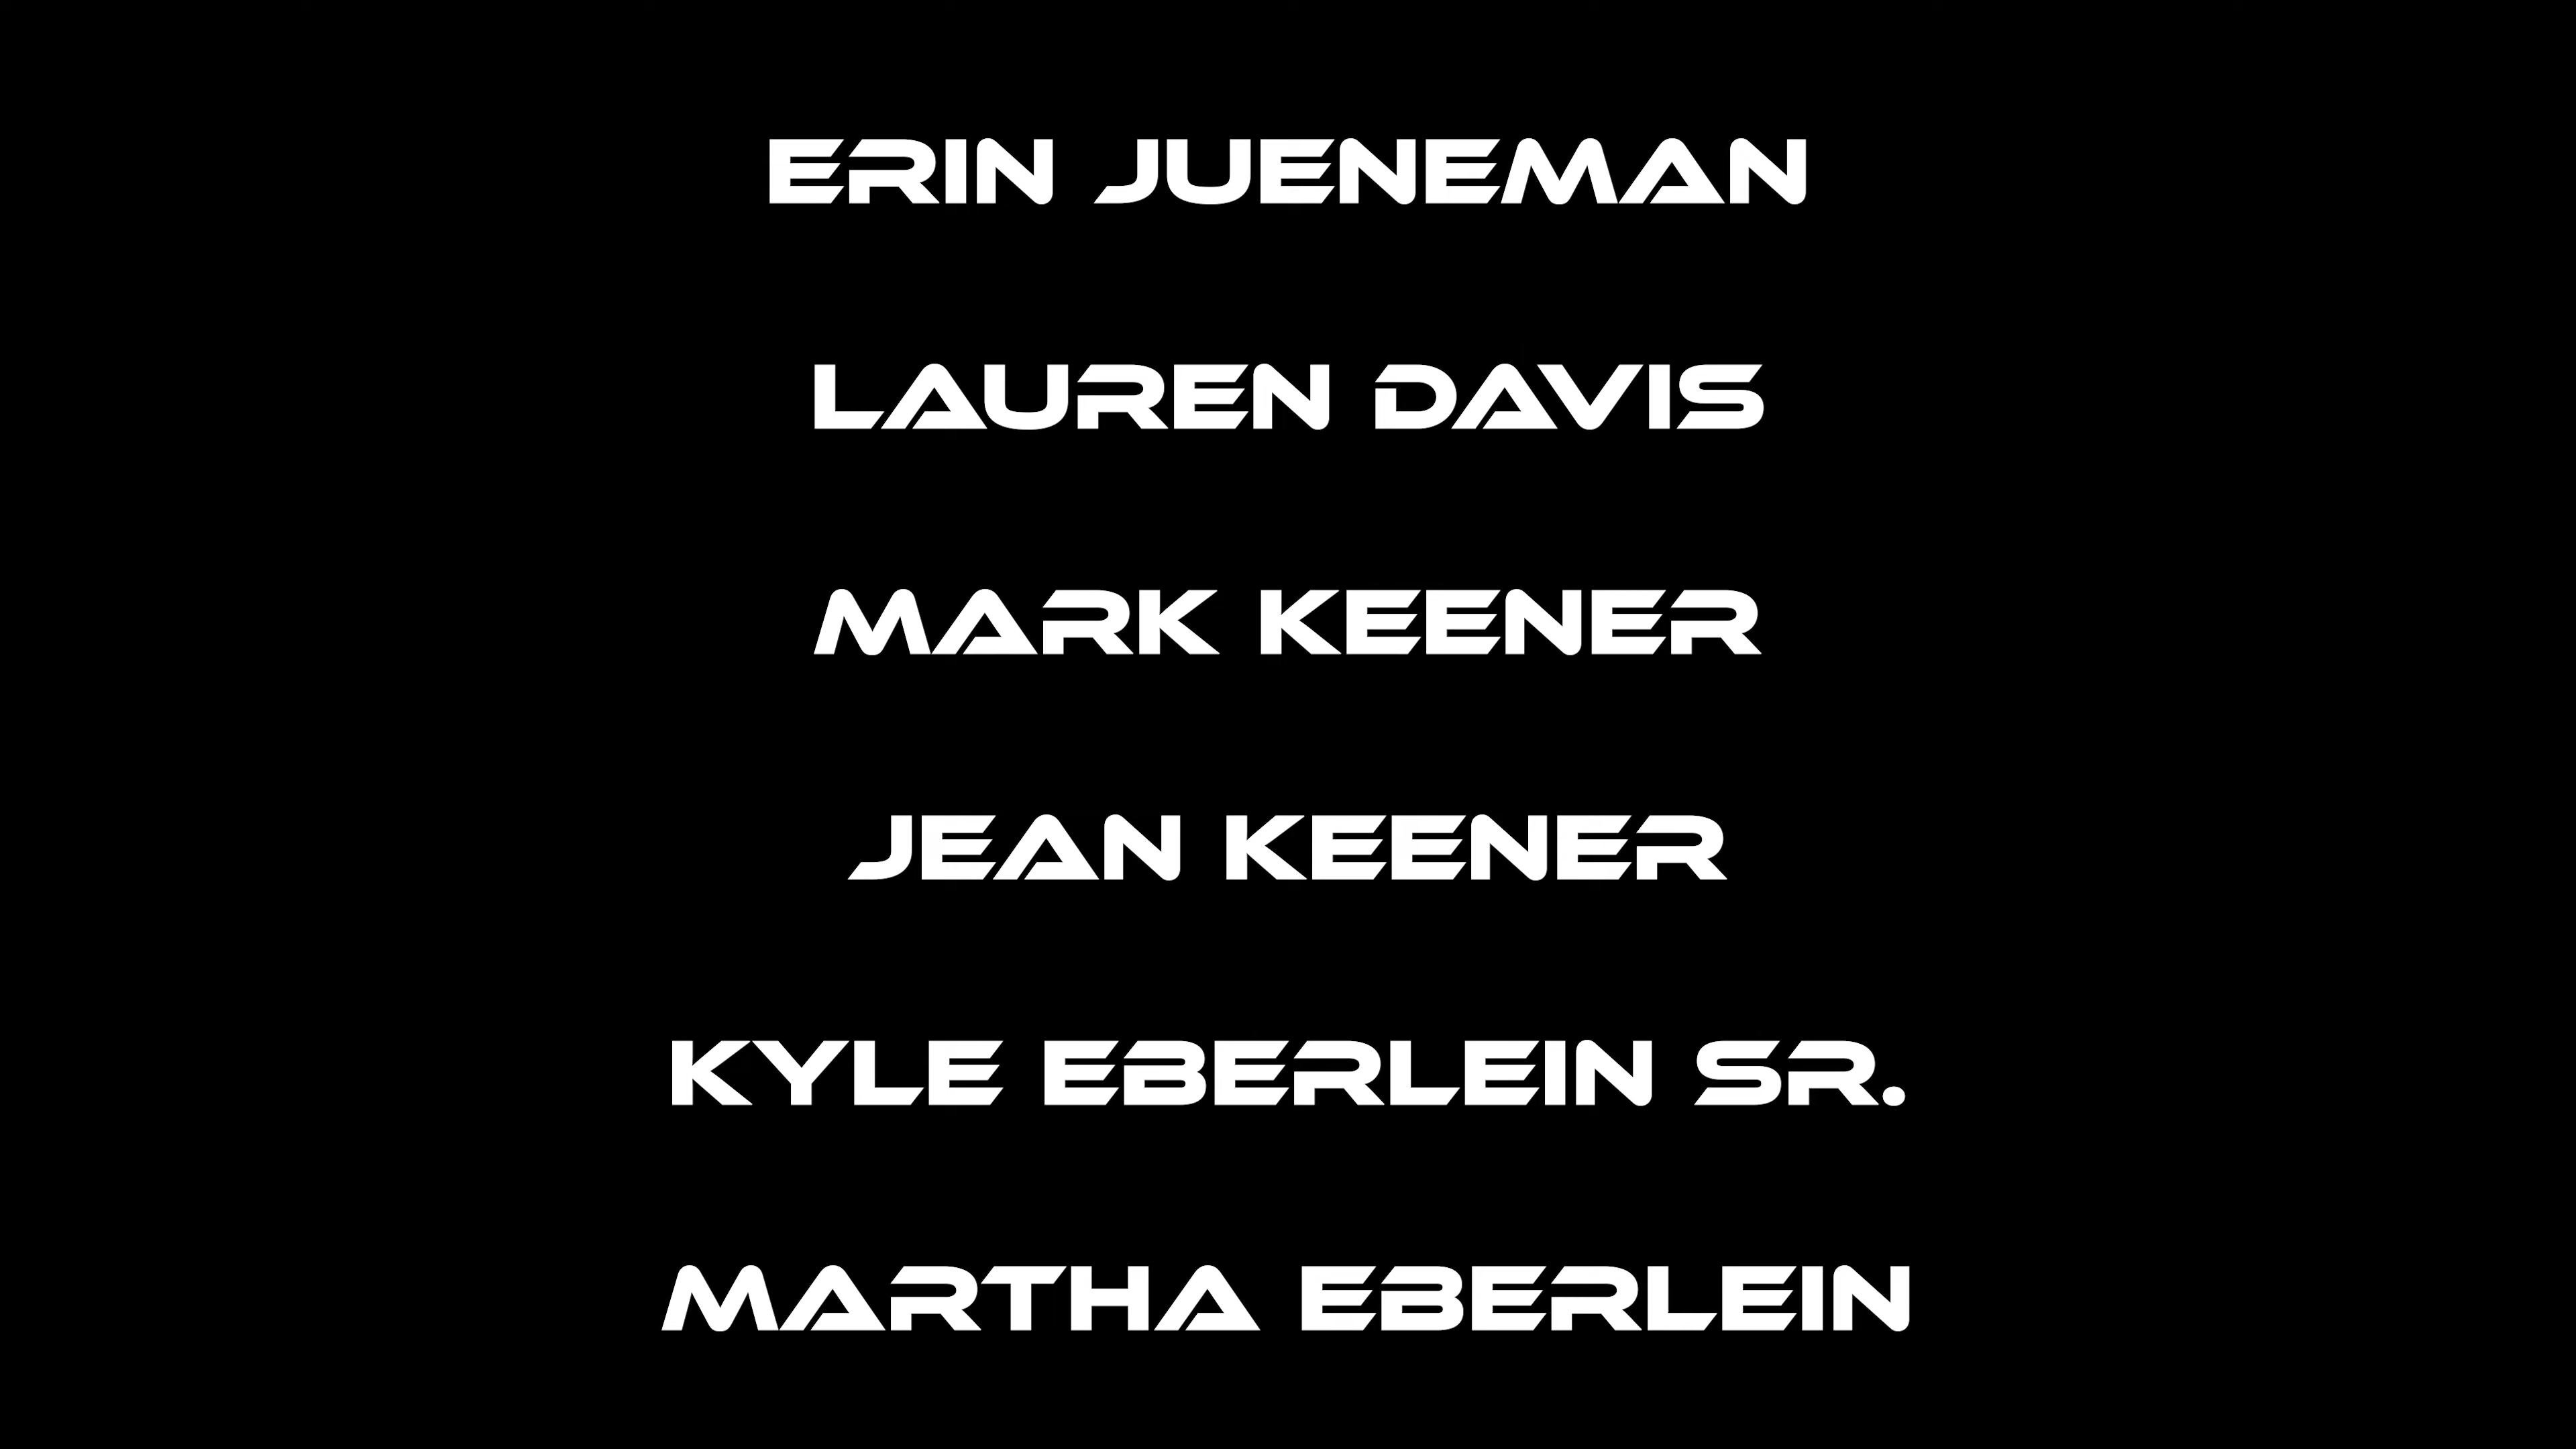 ERIN JUENEMAN
LAUREN DAVIS
MARK KEENER
JEAN KEENER
KYLE EBERLEIN SR.
MARTHA EBERLEIN